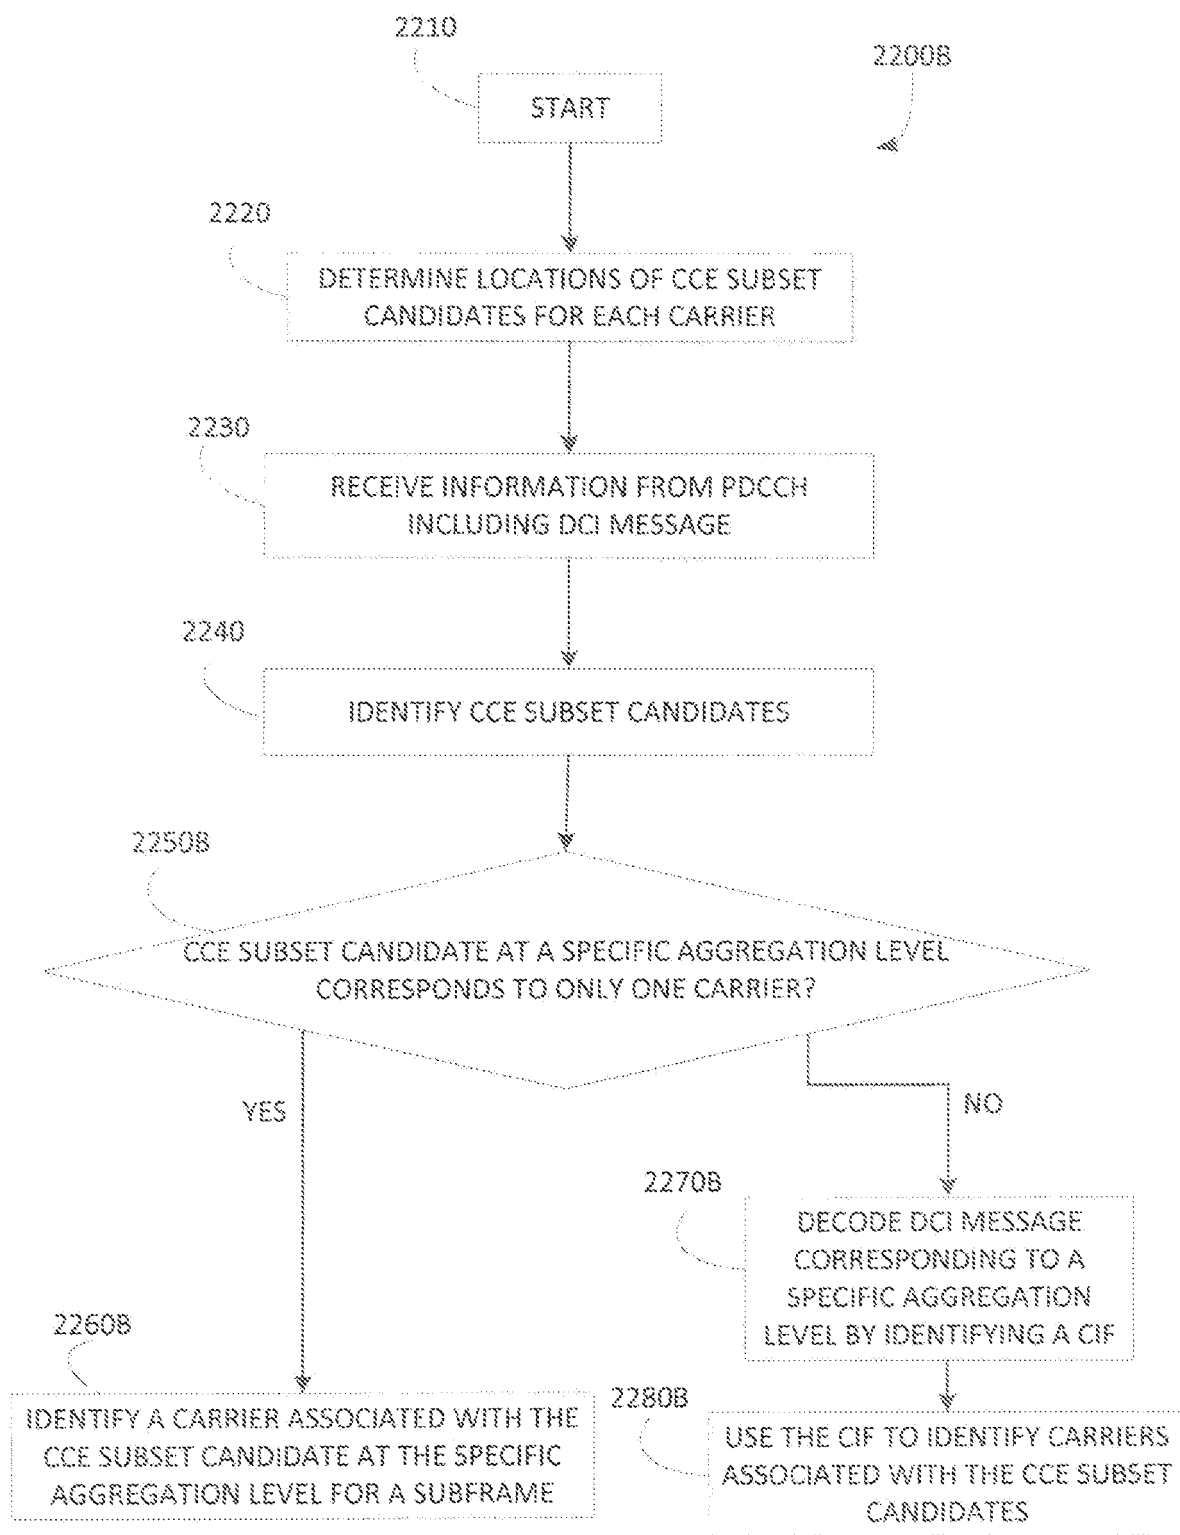 2210
2200B
START
2220
DETERMINE LOCATIONS OF CCE SUBSET
CANDIDATES FOR EACH CARRIER
2230
RECEIVE INFORMATION FROM PDCCH
INCLUDING DCI MESSAGE
2240
IDENTIFY CCE SUBSET CANDIDATES
2250B
CCE SUBSET CANDIDATE AT A SPECIFIC AGGREGATION LEVEL
CORRESPONDS TO ONLY ONE CARRIER?
YES
NO
2270B
DECODE DCI MESSAGE
CORRESPONDING TO A
SPECIFIC AGGREGATION
LEVEL BY IDENTIFYING A CIF
2260B
IDENTIFY A CARRIER ASSOCIATED WITH THE
CCE SUBSET CANDIDATE AT THE SPECIFIC
AGGREGATION LEVEL FOR A SUBFRAME
2280B
USE THE CIF TO IDENTIFY CARRIERS
ASSOCIATED WITH THE CCE SUBSET
CANDIDATES